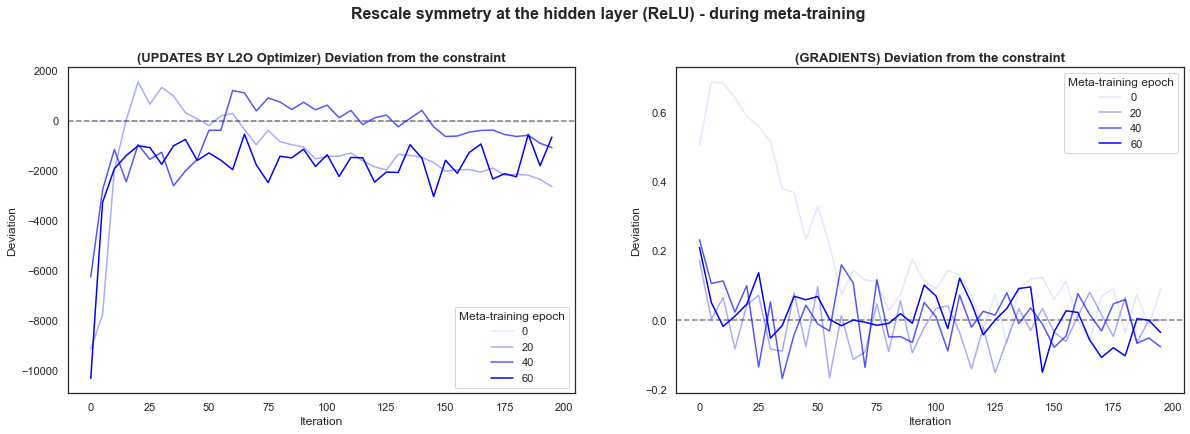 Rescale symmetry at the hidden layer (ReLU) - during meta-training
(UPDATES BY L2O Optimizer) Deviation from the constraint
2000
0
−2000
−4000
−6000
−8000
−10000
Deviation
0 25 50 75 100 125 150 175 200
Iteration
Meta-training epoch
0
20
40
60
(GRADIENTS) Deviation from the constraint
0.6
0.4
0.2
0.0
−0.2
Deviation
0 25 50 75 100 125 150 175 200
Iteration
Meta-training epoch
0
20
40
60